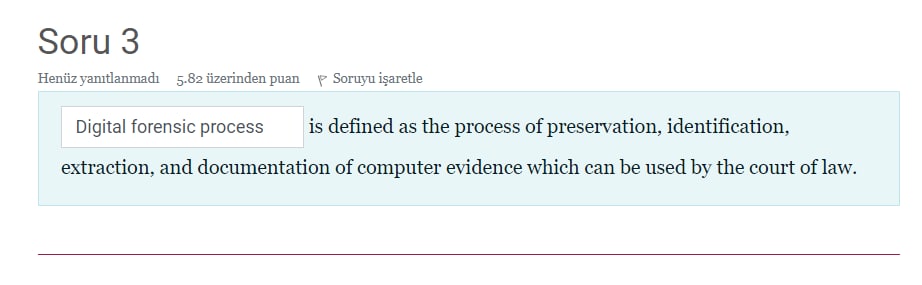 Soru 3
Henüz yanıtlanmadı 5.82 üzerinden puan Soruyu işaretle
Digital forensic process is defined as the process of preservation, identification,
extraction, and documentation of computer evidence which can be used by the court of law.